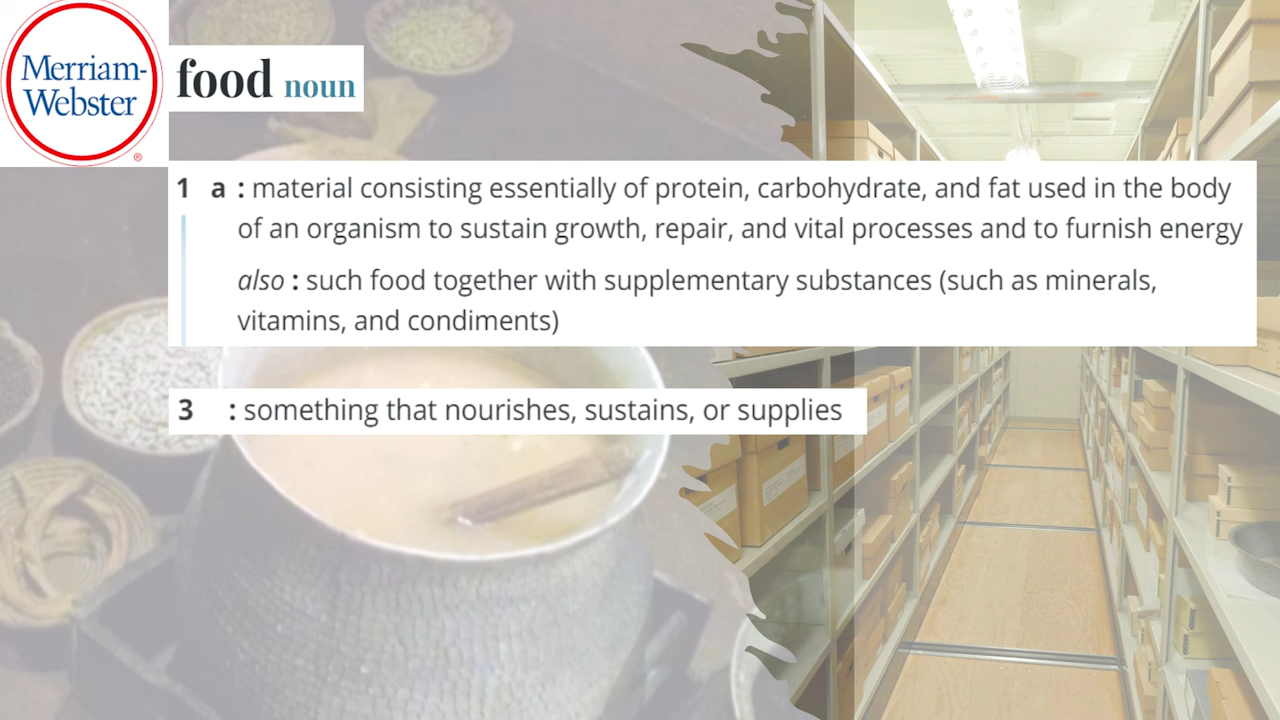 Merriam-
Webster
®
food noun
1 a : material consisting essentially of protein, carbohydrate, and fat used in the body
of an organism to sustain growth, repair, and vital processes and to furnish energy
also : such food together with supplementary substances (such as minerals,
vitamins, and condiments)
3 : something that nourishes, sustains, or supplies